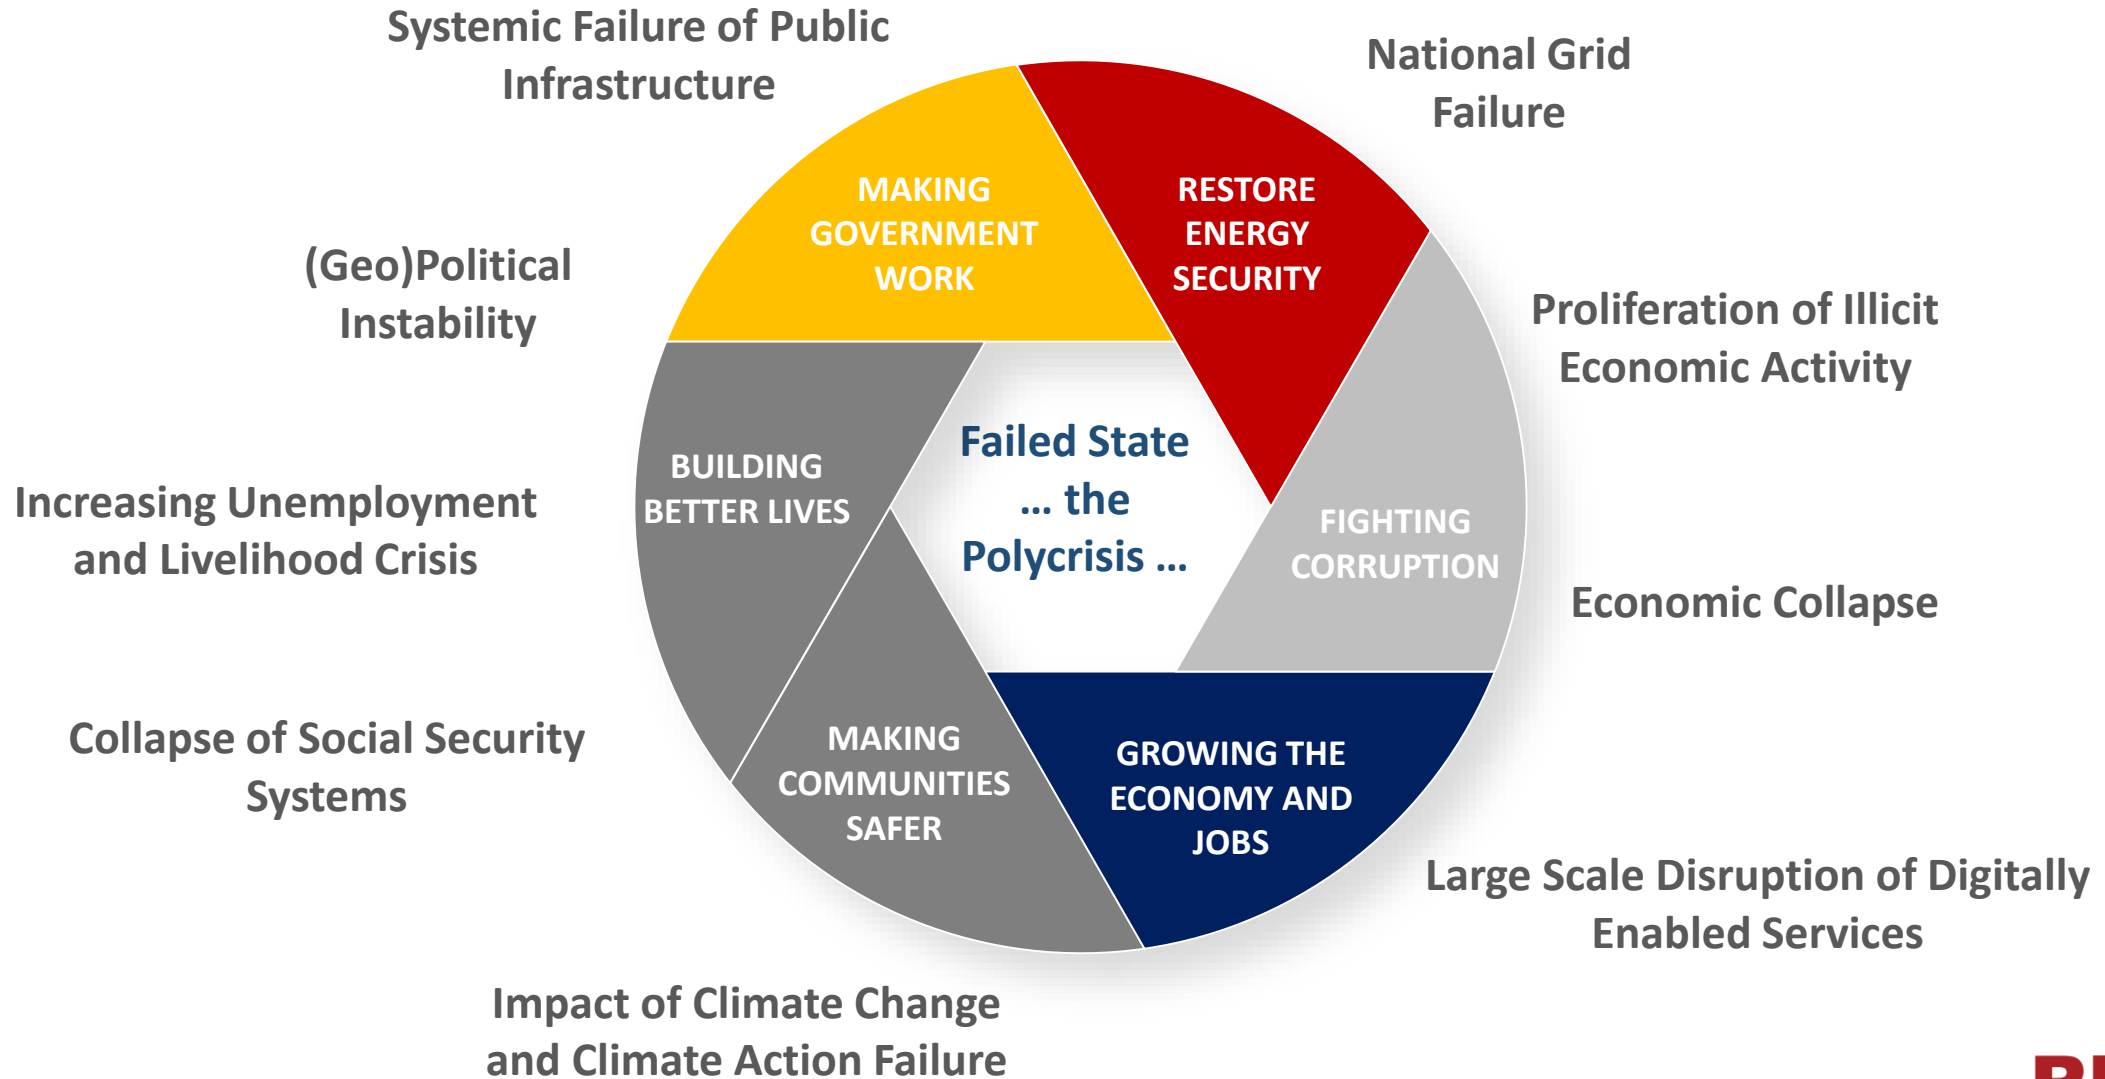 Systemic Failure of Public
Infrastructure
National Grid
Failure
MAKING
GOVERNMENT
WORK
RESTORE
ENERGY
SECURITY
(Geo)Political
Instability
Proliferation of Illicit
Economic Activity
Failed State
... the
Polycrisis ...
BUILDING
BETTER LIVES
FIGHTING
CORRUPTION
Increasing Unemployment
and Livelihood Crisis
Economic Collapse
Collapse of Social Security
Systems
MAKING
COMMUNITIES
SAFER
GROWING THE
ECONOMY AND
JOBS
Large Scale Disruption of Digitally
Enabled Services
Impact of Climate Change
and Climate Action Failure